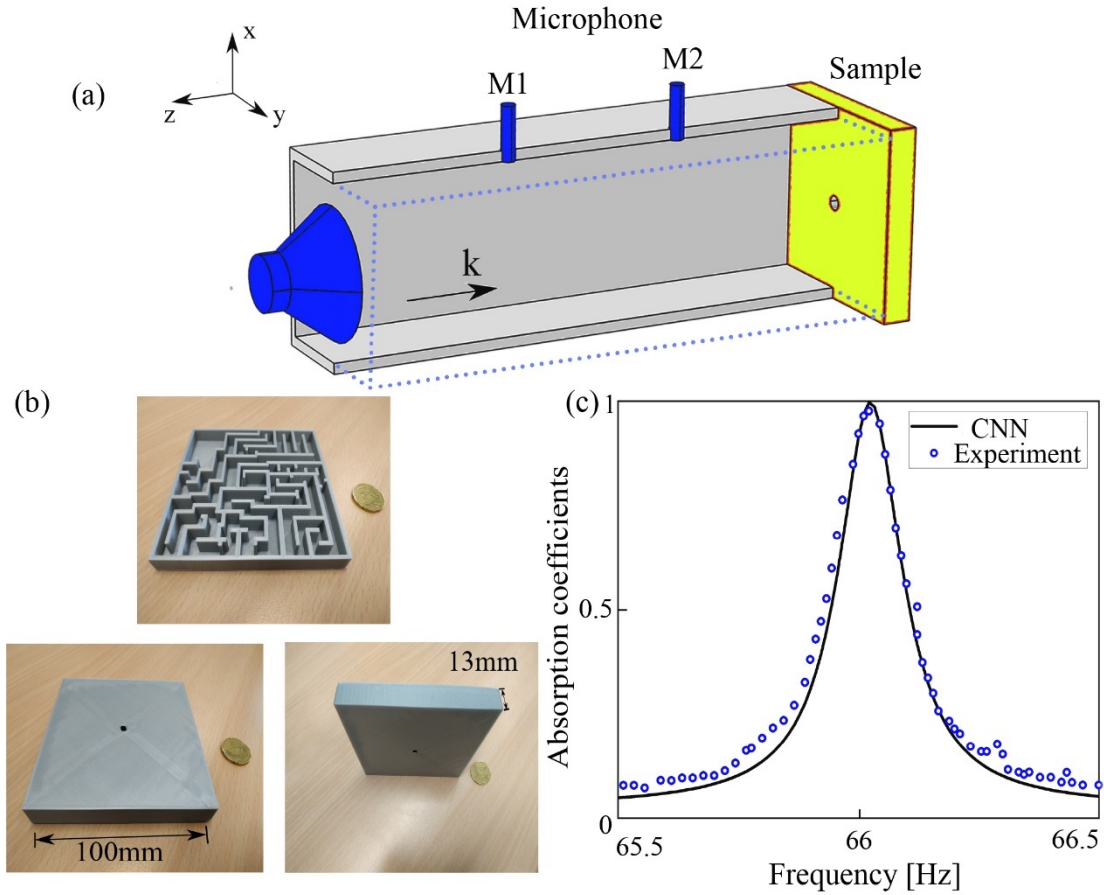 Microphone
M1
M2
Sample
(a)
x
z
y
k
(b)
13mm
100mm
(c)
1
CNN
Experiment
Absorption coefficients
0.5
0
65.5
66
66.5
Frequency [Hz]